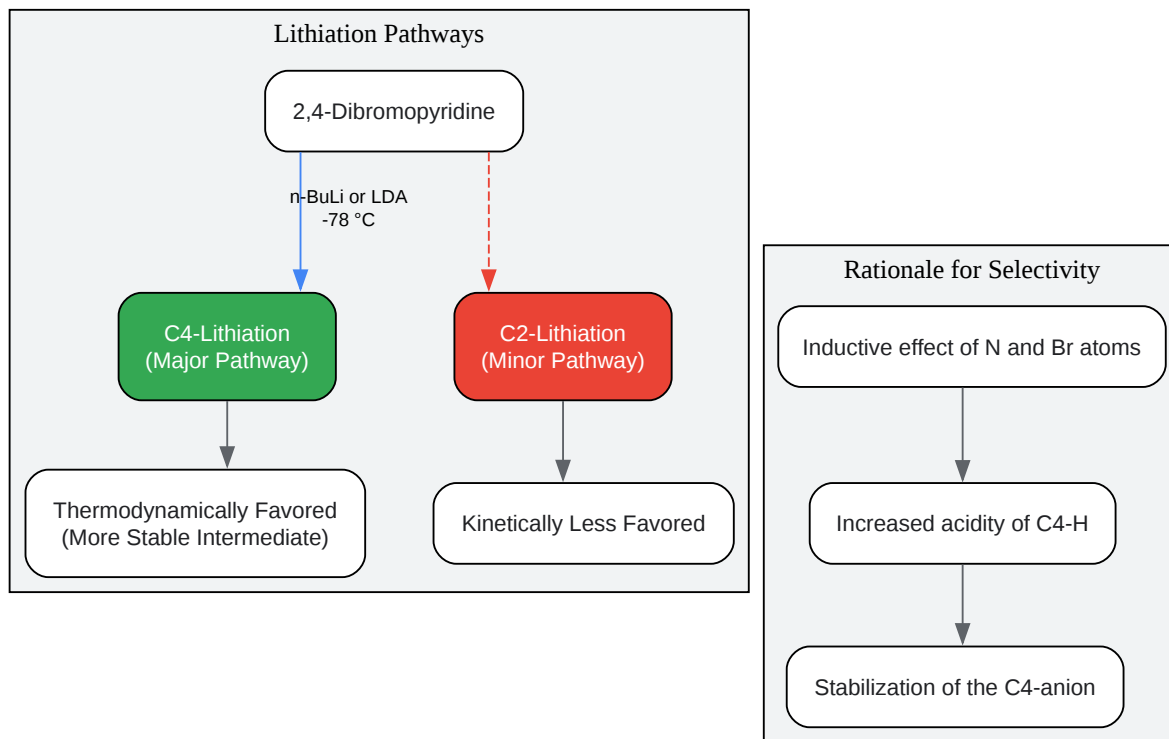 Lithiation Pathways
2,4-Dibromopyridine
n-BuLi or LDA
-78 °C
C4-Lithiation
(Major Pathway)
C2-Lithiation
(Minor Pathway)
Thermodynamically Favored
(More Stable Intermediate)
Kinetically Less Favored
Rationale for Selectivity
Inductive effect of N and Br atoms
Increased acidity of C4-H
Stabilization of the C4-anion